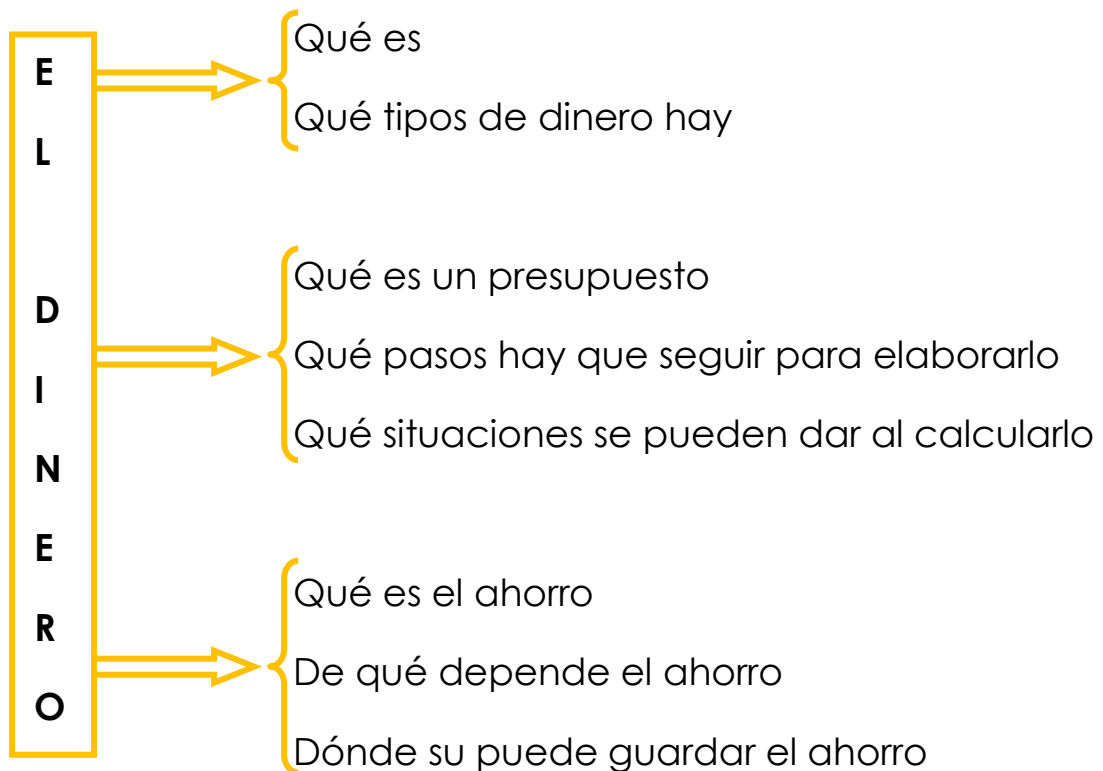 EL DINERO
Qué es
Qué tipos de dinero hay
Qué es un presupuesto
Qué pasos hay que seguir para elaborarlo
Qué situaciones se pueden dar al calcularlo
Qué es el ahorro
De qué depende el ahorro
Dónde su puede guardar el ahorro